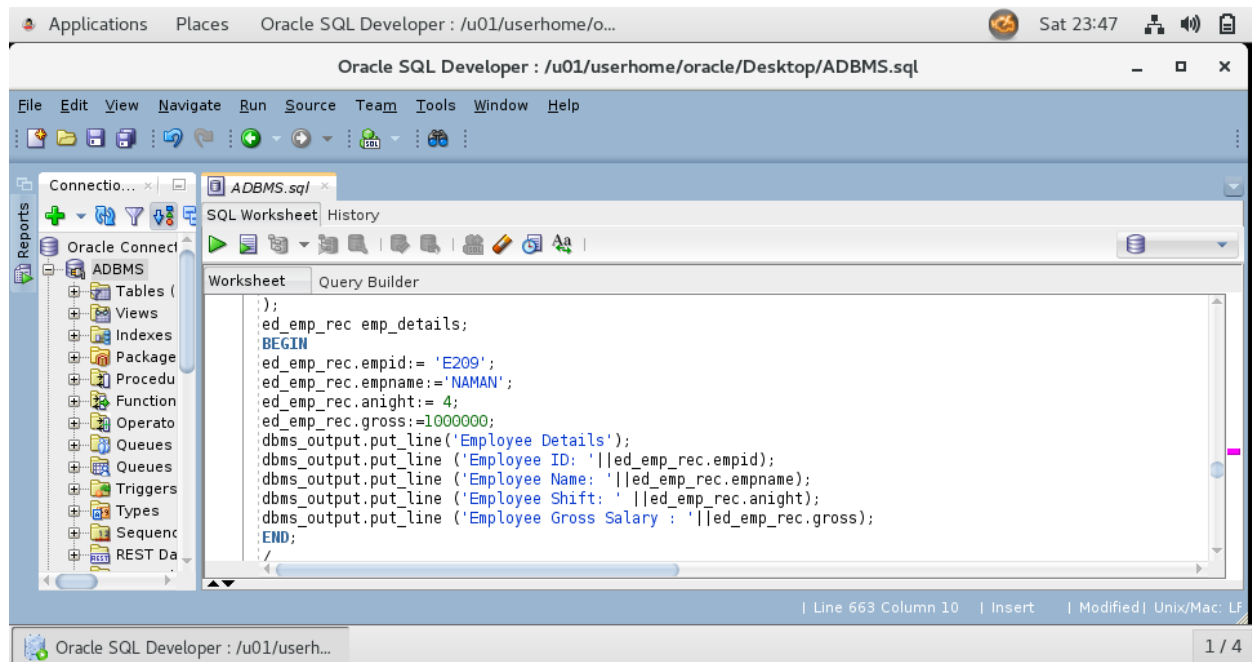 Applications Places Oracle SQL Developer : /u01/userhome/o... Sat 23:47
Oracle SQL Developer : /u01/userhome/oracle/Desktop/ADBMS.sql
File Edit View Navigate Run Source Team Tools Window Help
Connectio... ADBMS.sql
Reports
SQL Worksheet History
Oracle Connect
ADBMS
Tables (
Views
Indexes
Package
Procedu
Function
Operato
Queues
Queues
Triggers
Types
Sequenc
REST Da
Worksheet Query Builder
);
ed_emp_rec emp_details;
BEGIN
ed_emp_rec.empid:= 'E209';
ed_emp_rec.empname:='NAMAN';
ed_emp_rec.anight:= 4;
ed_emp_rec.gross:=1000000;
dbms_output.put_line('Employee Details');
dbms_output.put_line ('Employee ID: '||ed_emp_rec.empid);
dbms_output.put_line ('Employee Name: '||ed_emp_rec.empname);
dbms_output.put_line ('Employee Shift: ' ||ed_emp_rec.anight);
dbms_output.put_line ('Employee Gross Salary : '||ed_emp_rec.gross);
END;
/
| Line 663 Column 10 | Insert | Modified| Unix/Mac: LF
Oracle SQL Developer : /u01/userh... 1 / 4